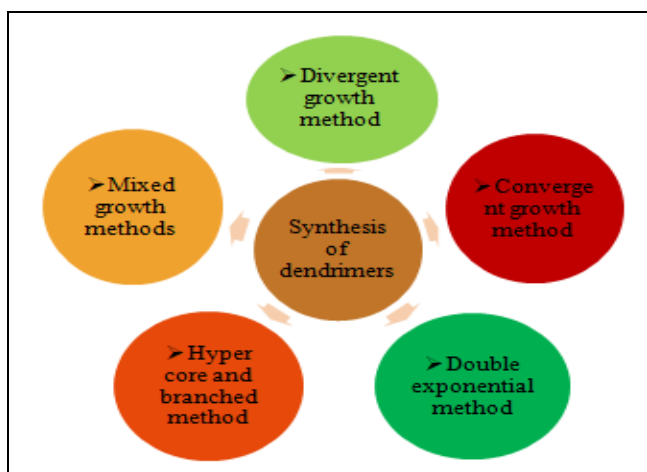 ➢ Divergent
growth
method
➢ Mixed
growth
methods
➢ Converge
nt growth
method
Synthesis
of
dendrimers
➢ Hyper
core and
branched
method
➢ Double
exponential
method